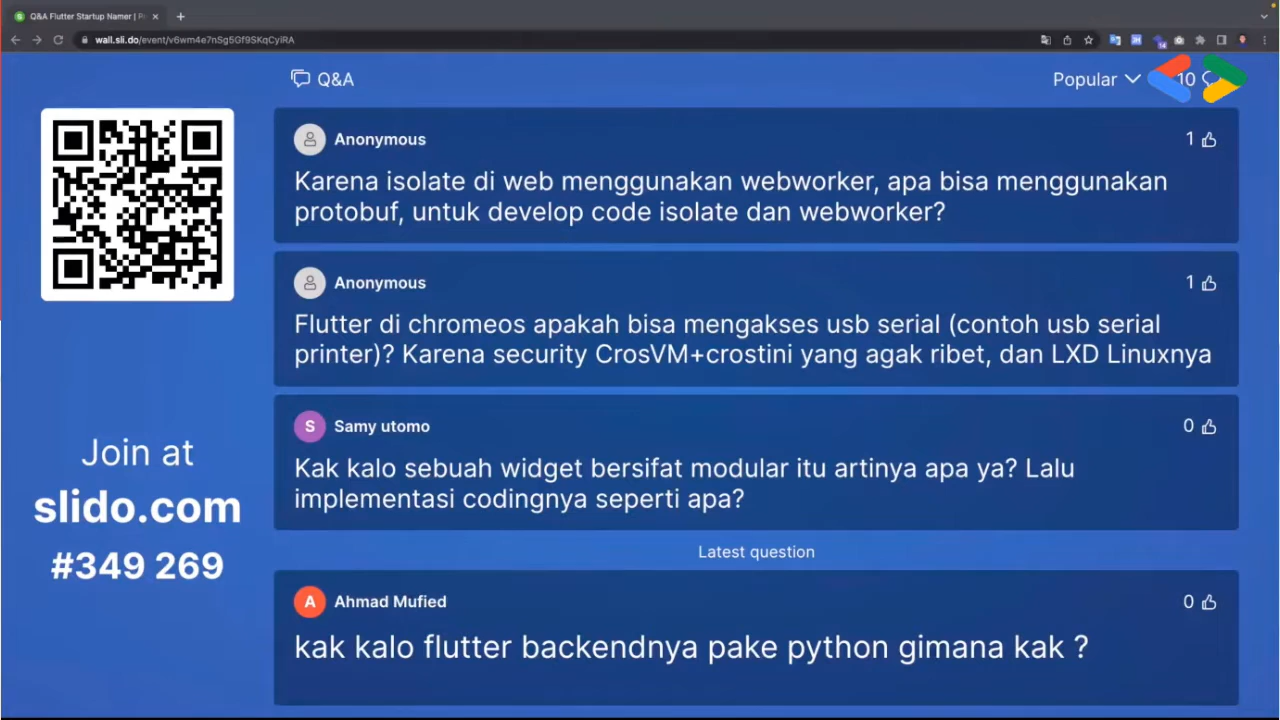 Q&A Flutter Startup Namer |
wall.sli.do/event/v6wm4e7nSg5Gf9SKqCyiRA
14
Q&A
Popular
10
Anonymous
1
Karena isolate di web menggunakan webworker, apa bisa menggunakan
protobuf, untuk develop code isolate dan webworker?
Anonymous
1
Flutter di chromeos apakah bisa mengakses usb serial (contoh usb serial
printer)? Karena security CrosVM+crostini yang agak ribet, dan LXD Linuxnya
S
Samy utomo
0
Kak kalo sebuah widget bersifat modular itu artinya apa ya? Lalu
implementasi codingnya seperti apa?
Join at
slido.com
#349 269
Latest question
A
Ahmad Mufied
0
kak kalo flutter backendnya pake python gimana kak ?